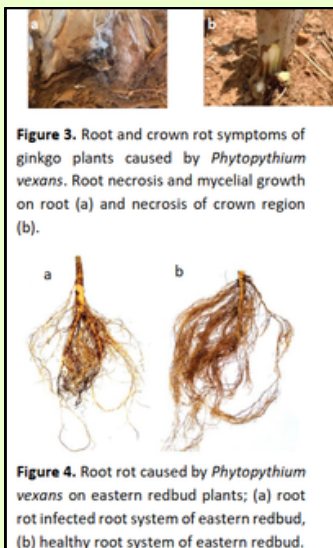 a
b
Figure 3. Root and crown rot symptoms of
ginkgo plants caused by Phytopythium
vexans. Root necrosis and mycelial growth
on root (a) and necrosis of crown region
(b).
a
b
Figure 4. Root rot caused by Phytopythium
vexans on eastern redbud plants; (a) root
rot infected root system of eastern redbud,
(b) healthy root system of eastern redbud.